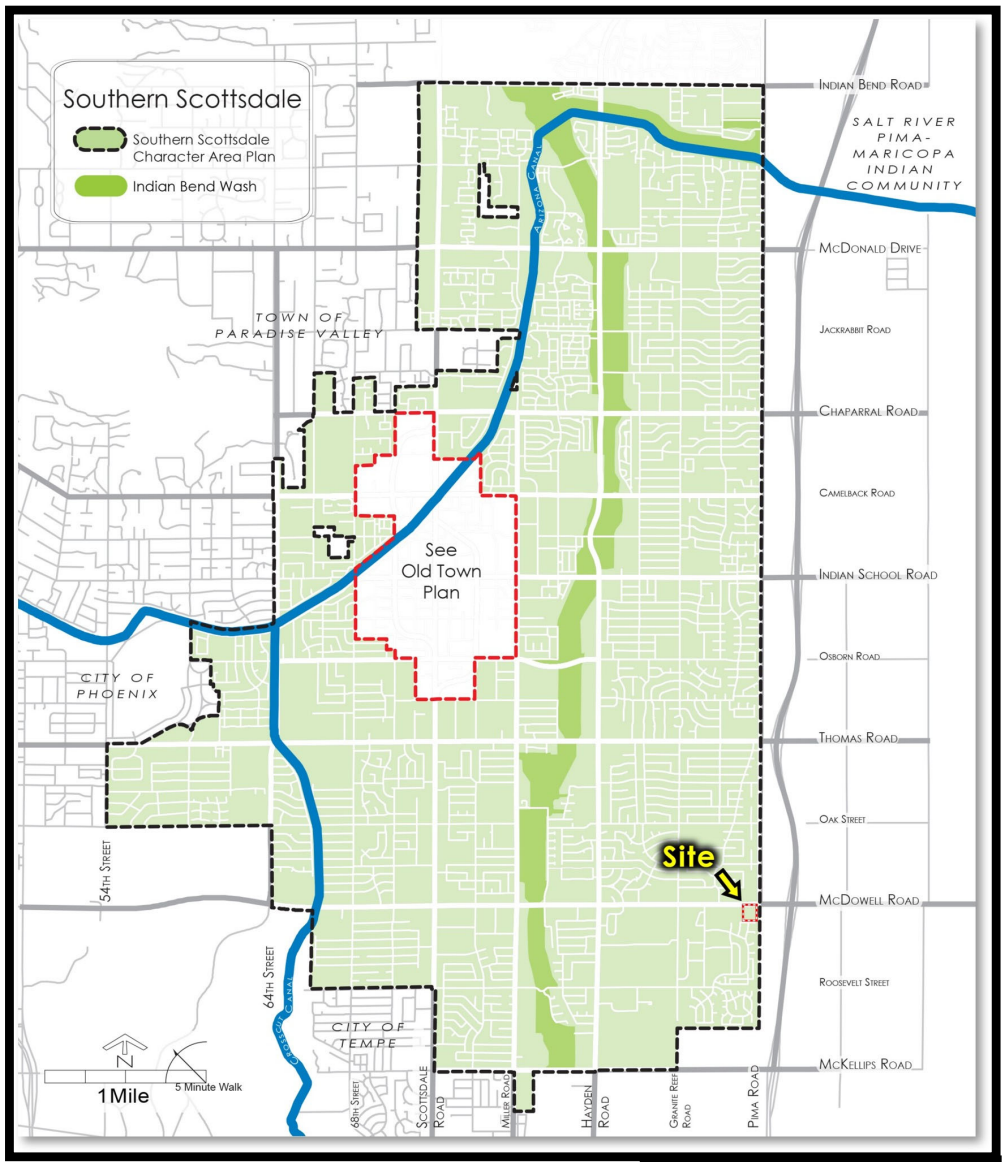 Southern Scottsdale
Southern Scottsdale
Character Area Plan
Indian Bend Wash
INDIAN BEND ROAD
SALT RIVER
PIMA-
MARICOPA
INDIAN
COMMUNITY
ARIZONA CANAL
MCDONALD DRIVE
TOWN OF
PARADISE VALLEY
JACKRABBIT ROAD
CHAPARRAL ROAD
CAMELBACK ROAD
See
Old Town
Plan
INDIAN SCHOOL ROAD
OSBORN ROAD
CITY OF
PHOENIX
THOMAS ROAD
OAK STREET
54TH STREET
Site
MCDOWELL ROAD
64TH STREET
ROOSEVELT STREET
CROSSCUT CANAL
CITY OF
TEMPE
N
1Mile
5 Minute Walk
MCKELLIPS ROAD
68TH STREET
SCOTTSDALE
ROAD
MILLER ROAD
HAYDEN
ROAD
GRANITE REEF
ROAD
PIMA ROAD